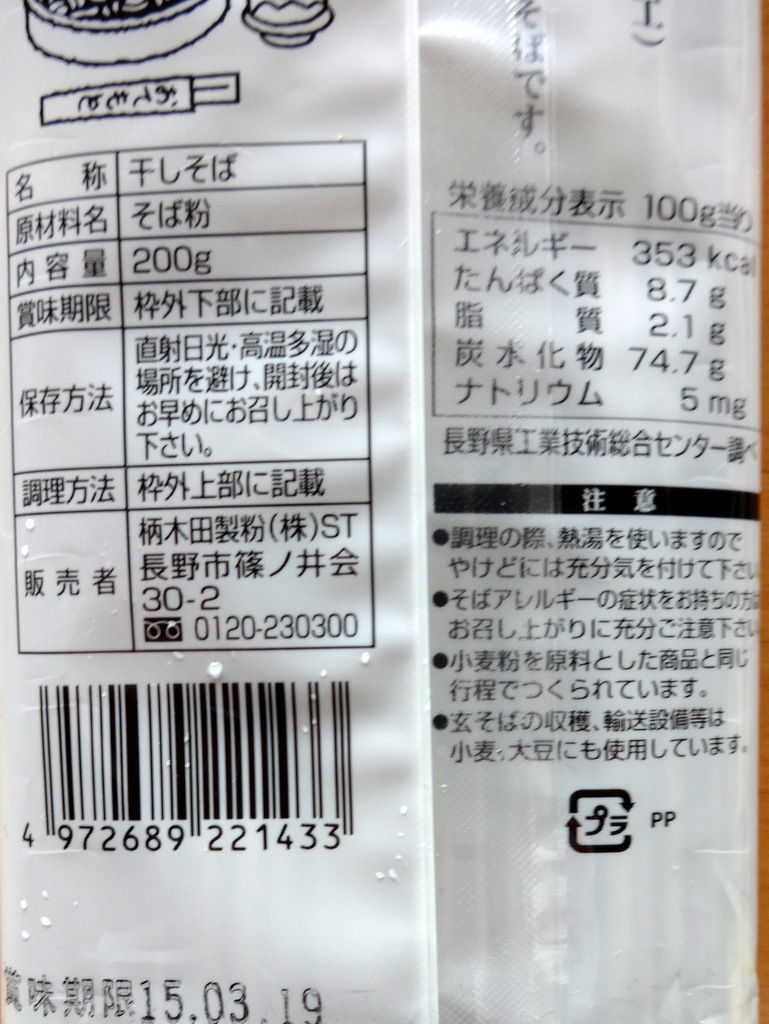 おてもと
名称 干しそば
原材料名 そば粉
内容量 200g
賞味期限 枠外下部に記載
保存方法 直射日光・高温多湿の
場所を避け、開封後は
お早めにお召し上がり
下さい。
調理方法 枠外上部に記載
販売者 柄木田製粉(株)ST
長野市篠ノ井会
30-2
0120-230300
4 972689 221433
賞味期限 15.03.19
そばです。
工)
栄養成分表示 100g当り
エネルギー 353 kcal
たんぱく質 8.7 g
脂質 2.1 g
炭水化物 74.7 g
ナトリウム 5 mg
長野県工業技術総合センター調べ
注意
●調理の際、熱湯を使いますので
やけどには充分気を付けて下さい
●そばアレルギーの症状をお持ちの方は
お召し上がりに充分ご注意下さい
●小麦粉を原料とした商品と同じ
行程でつくられています。
●玄そばの収穫、輸送設備等は
小麦、大豆にも使用しています。
プラ PP